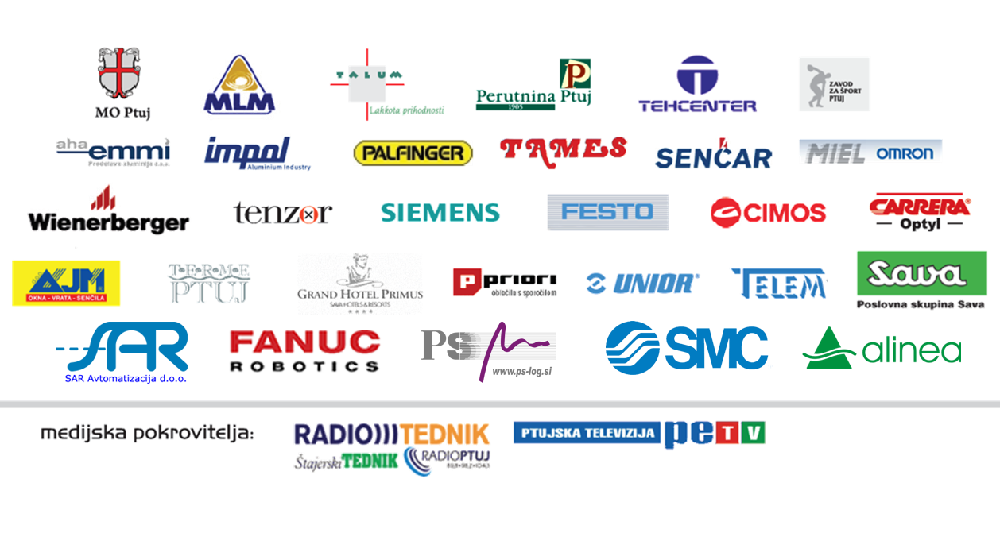 MO Ptuj
MLM
TALUM
Lahkota prihodnosti
Perutnina Ptuj
1905
TEHCENTER
ZAVOD
ZA ŠPORT
PTUJ
aha emmi
Predelava aluminija d.o.o.
impol
Aluminium Industry
PALFINGER
TAMES
SENČAR
MIEL OMRON
Wienerberger
tenzor
SIEMENS
FESTO
CIMOS
CARRERA
Optyl
AJM
OKNA - VRATA - SENČILA
TERME
PTUJ
GRAND HOTEL PRIMUS
SAVA HOTELS & RESORTS
priori
oblačila s sporočilom
UNIOR
TELEM
Sava
Poslovna skupina Sava
SAR
SAR Avtomatizacija d.o.o.
FANUC
ROBOTICS
PS
www.ps-log.si
SMC
alinea
medijska pokrovitelja:
RADIO)))TEDNIK
Štajerski TEDNIK
RADIOPTUJ
PTUJSKA TELEVIZIJA peTV